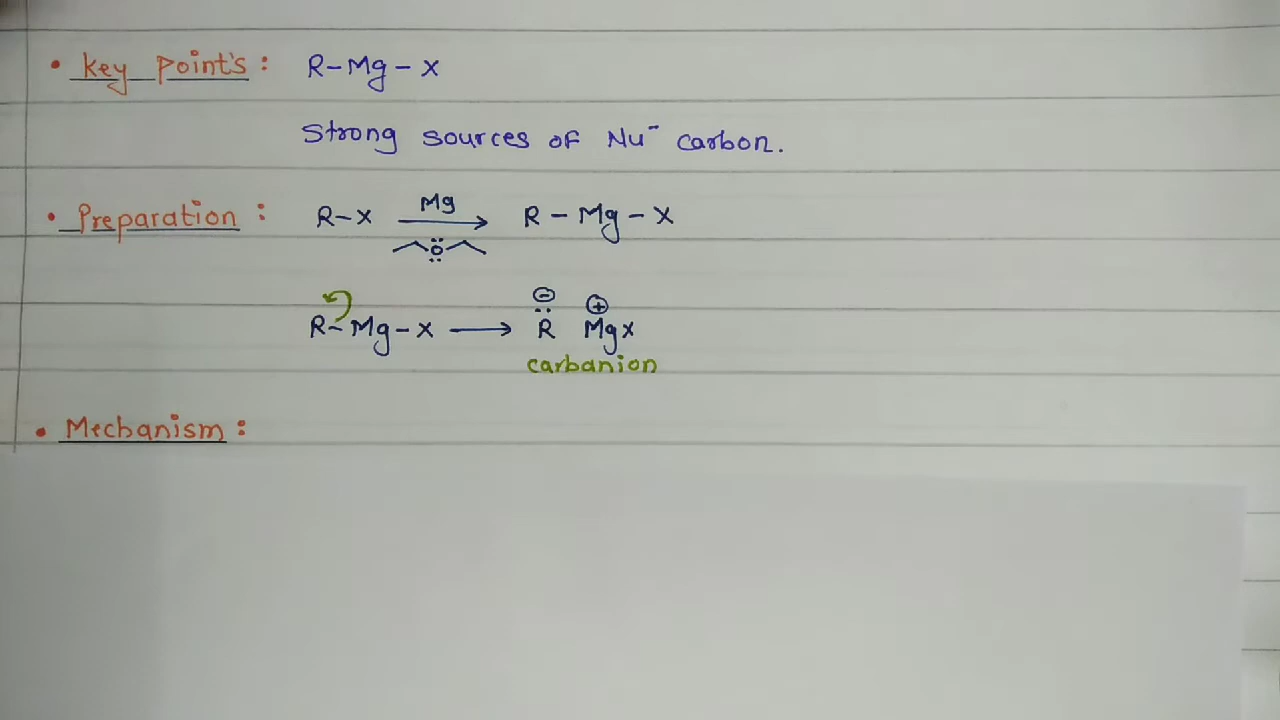 • Key point's : R-Mg-X
Strong sources of Nu⁻ carbon.
• Preparation : R-X Mg ⟶ Ö R-Mg-X
R-Mg-X ⟶ ⊖ R̈ ⊕ MgX
carbanion
• Mechanism :